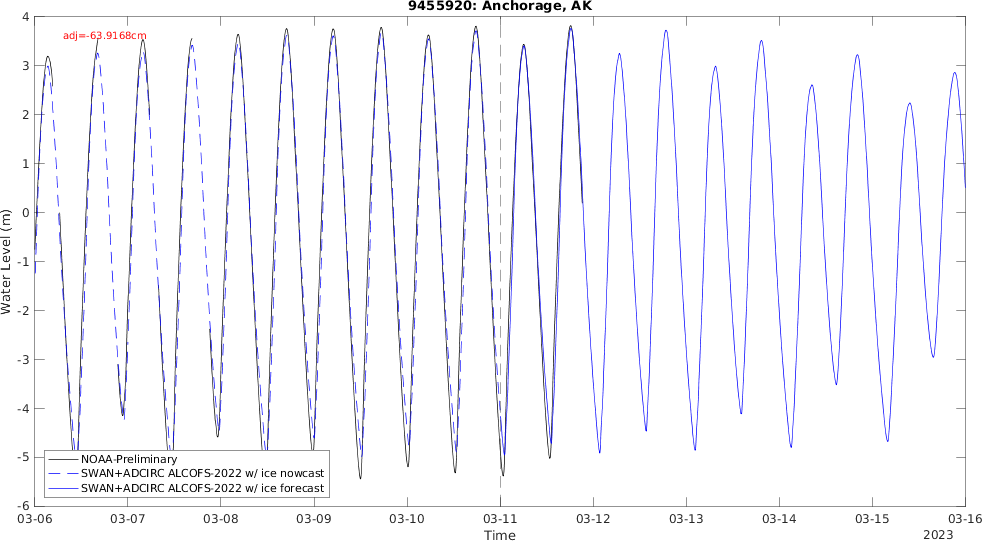 9455920: Anchorage, AK
adj=-63.9168cm
4
3
2
1
0
-1
-2
-3
-4
-5
-6
Water Level (m)
NOAA-Preliminary
SWAN+ADCIRC ALCOFS-2022 w/ ice nowcast
SWAN+ADCIRC ALCOFS-2022 w/ ice forecast
03-06 03-07 03-08 03-09 03-10 03-11 03-12 03-13 03-14 03-15 03-16
Time
2023